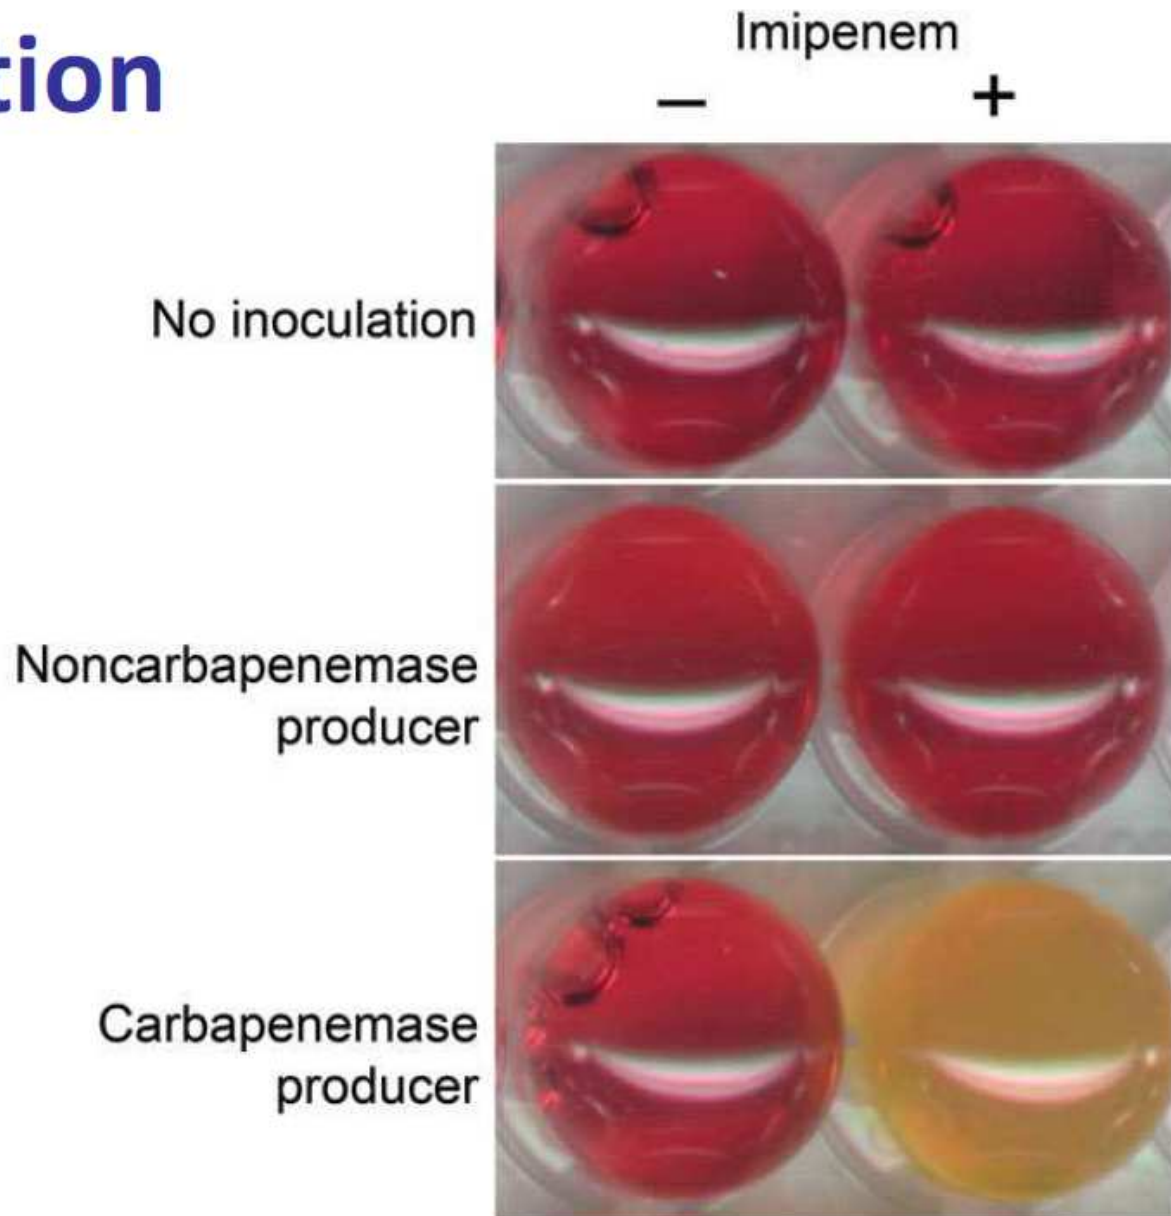 tion
Imipenem
– +
No inoculation
Noncarbapenemase
producer
Carbapenemase
producer